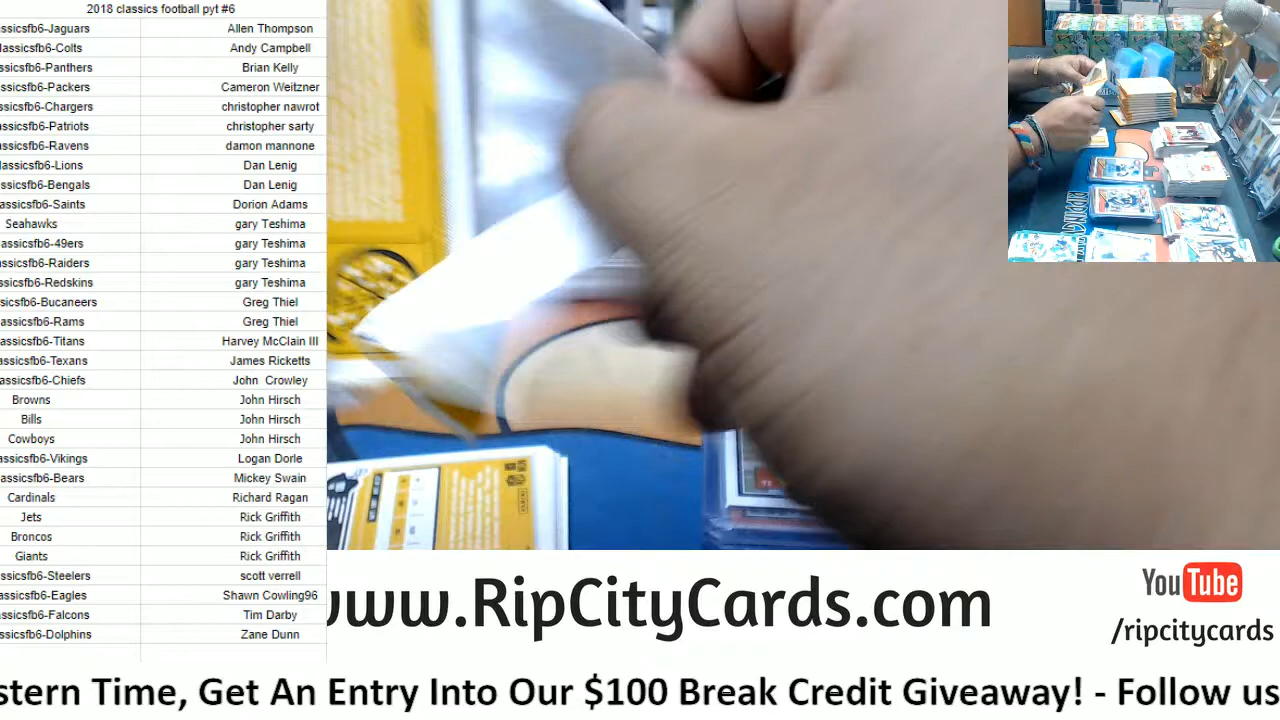 2018 classics football pyt #6
assicsfb6-Jaguars Allen Thompson
lassicsfb6-Colts Andy Campbell
ssicsfb6-Panthers Brian Kelly
assicsfb6-Packers Cameron Weitzner
ssicsfb6-Chargers christopher nawrot
assicsfb6-Patriots christopher sarty
assicsfb6-Ravens damon mannone
lassicsfb6-Lions Dan Lenig
assicsfb6-Bengals Dan Lenig
assicsfb6-Saints Dorion Adams
Seahawks gary Teshima
assicsfb6-49ers gary Teshima
assicsfb6-Raiders gary Teshima
ssicsfb6-Redskins gary Teshima
sicsfb6-Bucaneers Greg Thiel
assicsfb6-Rams Greg Thiel
lassicsfb6-Titans Harvey McClain III
assicsfb6-Texans James Ricketts
assicsfb6-Chiefs John Crowley
Browns John Hirsch
Bills John Hirsch
Cowboys John Hirsch
assicsfb6-Vikings Logan Dorle
assicsfb6-Bears Mickey Swain
Cardinals Richard Ragan
Jets Rick Griffith
Broncos Rick Griffith
Giants Rick Griffith
ssicsfb6-Steelers scott verrell
assicsfb6-Eagles Shawn Cowling96
assicsfb6-Falcons Tim Darby
ssicsfb6-Dolphins Zane Dunn
www.RipCityCards.com
YouTube
/ripcitycards
stern Time, Get An Entry Into Our $100 Break Credit Giveaway! - Follow us